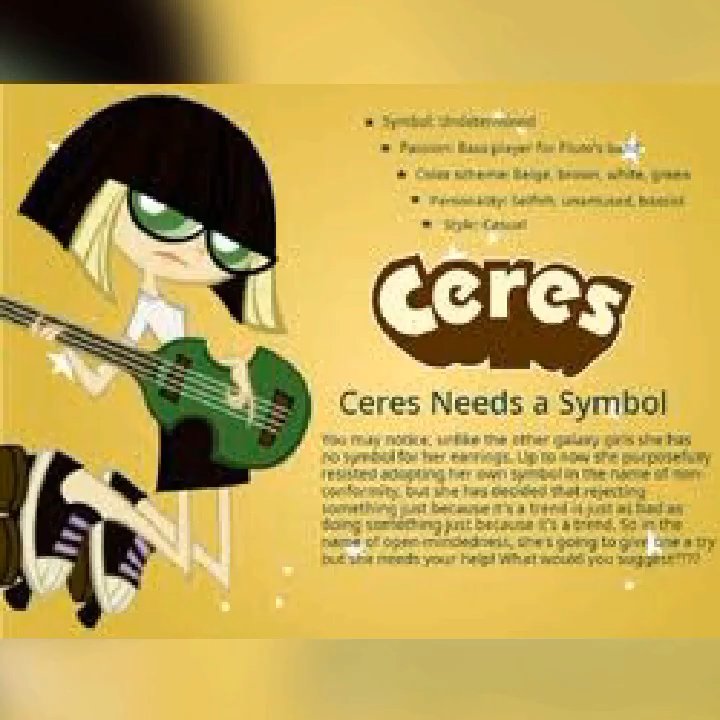 Symbol: Undetermined
Passion: Bass player for Pluto's band
Color scheme: Beige, brown, white, green
Personality: Selfish, unamused, bassist
Style: Casual
Ceres
Ceres Needs a Symbol
You may notice, unlike the other galaxy girls she has
no symbol for her earrings. Up to now she purposefully
resisted adopting her own symbol in the name of non-
conformity, but she has decided that rejecting
something just because it's a trend is just as bad as
doing something just because it's a trend. So in the
name of open-mindedness, she's going to give one a try
but she needs your help! What would you suggest????